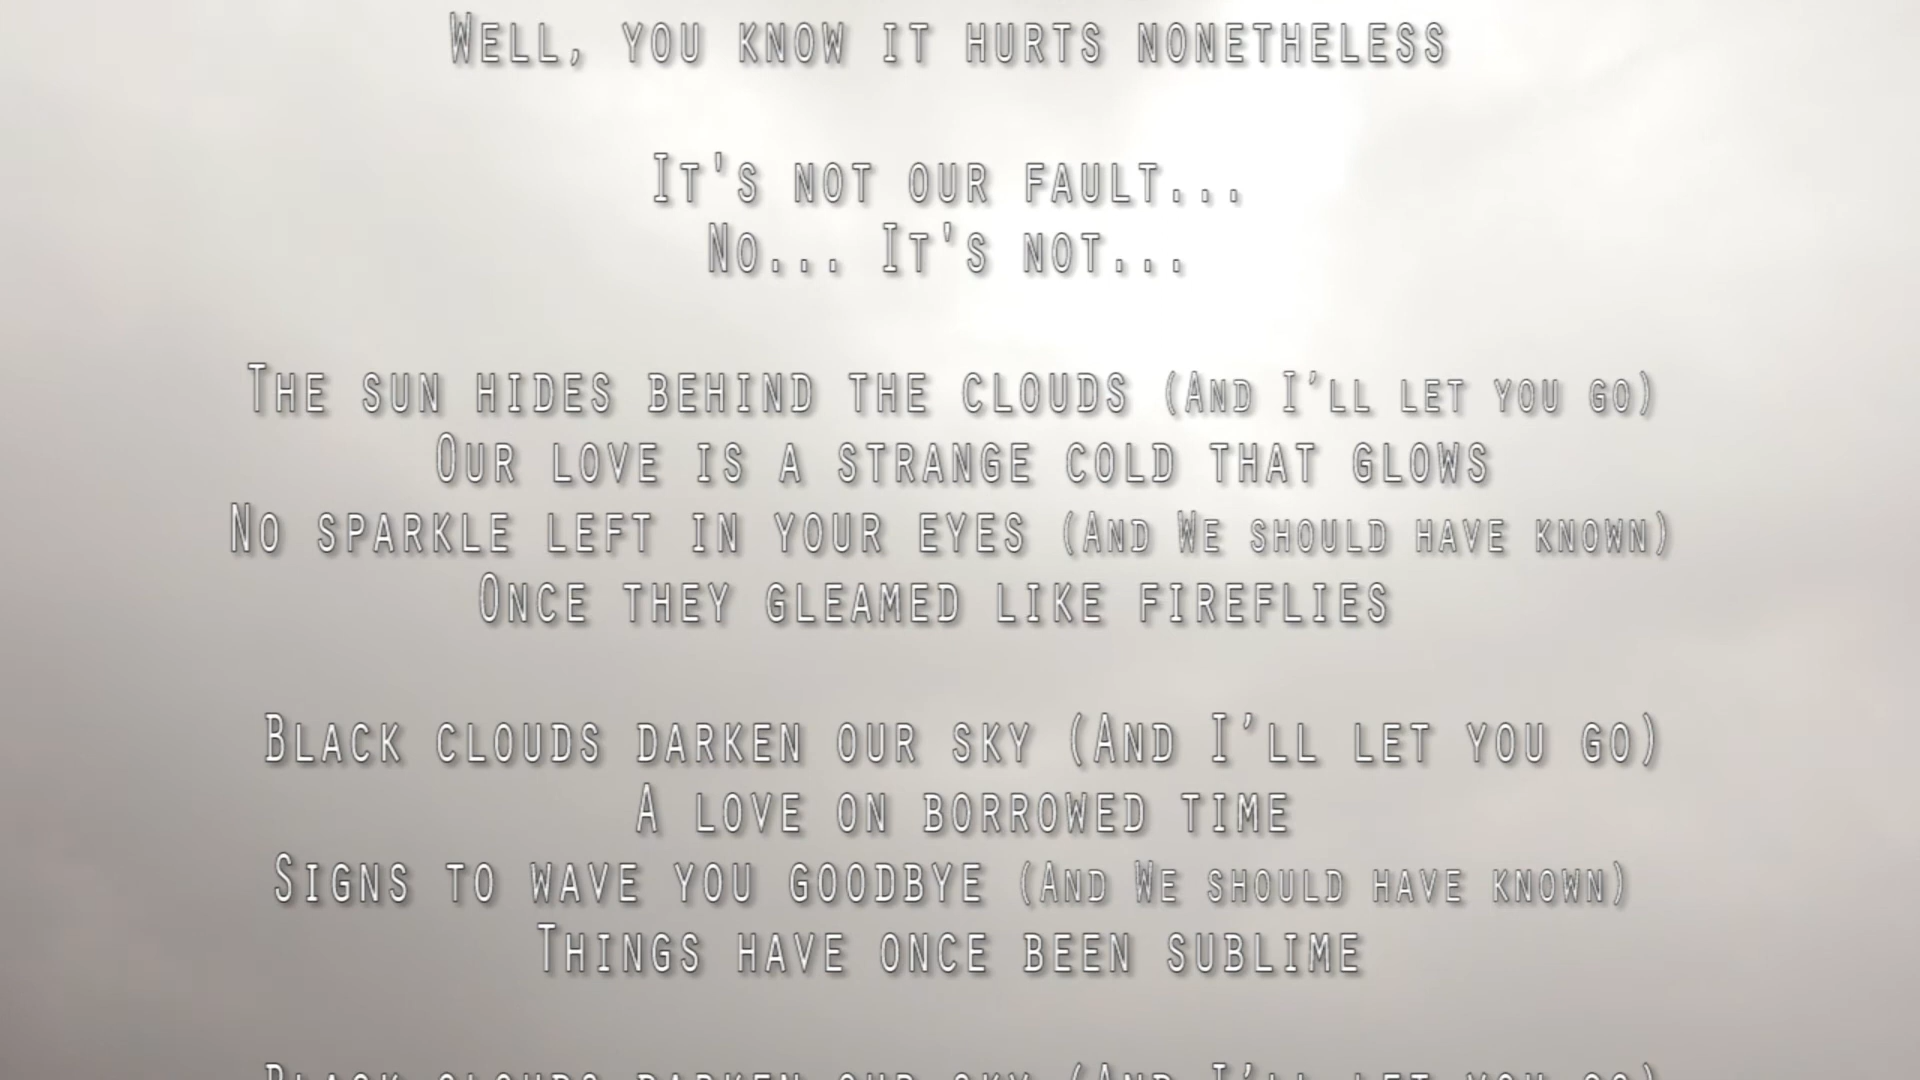 Well, you know it hurts nonetheless
It's not our fault...
No... It's not...
The sun hides behind the clouds (And I’ll let you go)
Our love is a strange cold that glows
No sparkle left in your eyes (And We should have known)
Once they gleamed like fireflies
Black clouds darken our sky (And I’ll let you go)
A love on borrowed time
Signs to wave you goodbye (And We should have known)
Things have once been sublime
Black clouds darken our sky (And I’ll let you go)